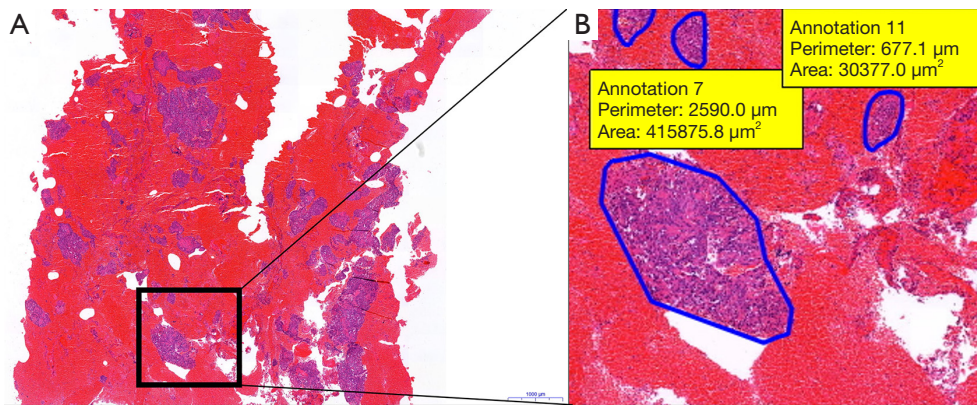 A
B
Annotation 11
Perimeter: 677.1 µm
Area: 30377.0 µm²
Annotation 7
Perimeter: 2590.0 µm
Area: 415875.8 µm²
1000 µm